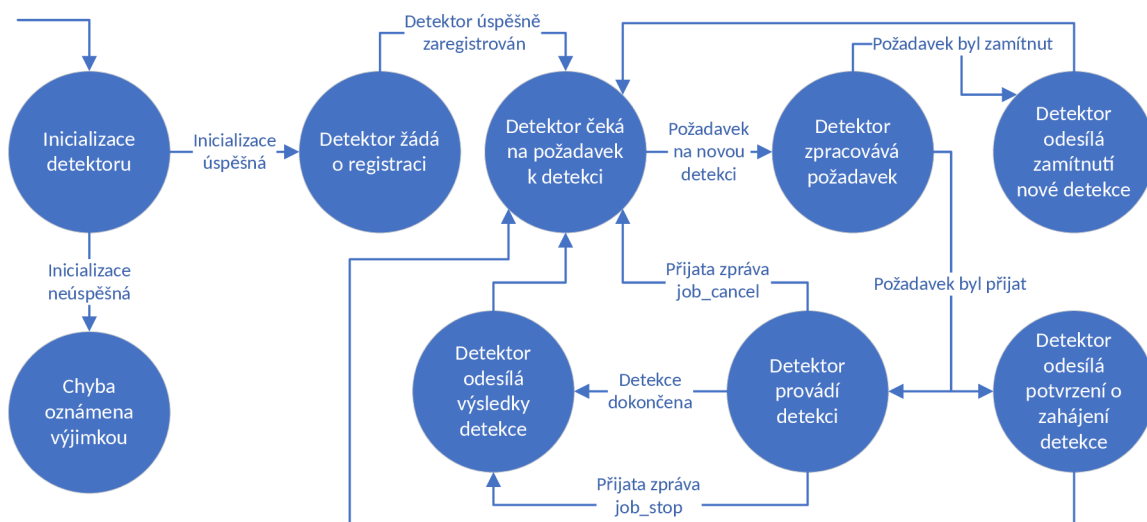 Detektor úspěšně
zaregistrován
Požadavek byl zamítnut
Inicializace
detektoru
Inicializace
úspěšná
Detektor žádá
o registraci
Detektor čeká
na požadavek
k detekci
Požadavek
na novou
detekci
Detektor
zpracovává
požadavek
Detektor
odesílá
zamítnutí
nové detekce
Inicializace
neúspěšná
Přijata zpráva
job_cancel
Požadavek byl přijat
Chyba
oznámena
výjimkou
Detektor
odesílá
výsledky
detekce
Detekce
dokončena
Detektor
provádí
detekci
Detektor
odesílá
potvrzení o
zahájení
detekce
Přijata zpráva
job_stop